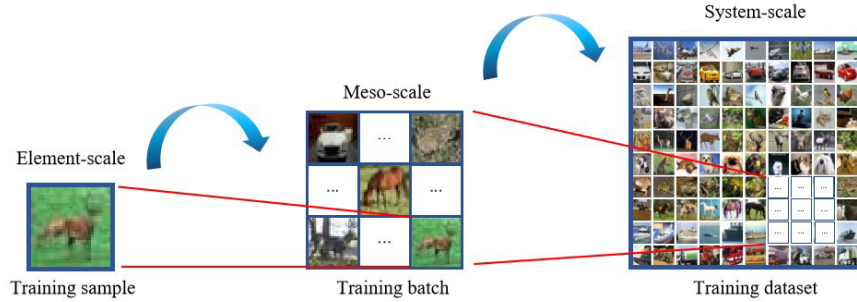 System-scale
Meso-scale
Element-scale
... ...
... ...
...
... ... ...
... ... ...
... ... ...
Training sample
Training batch
Training dataset